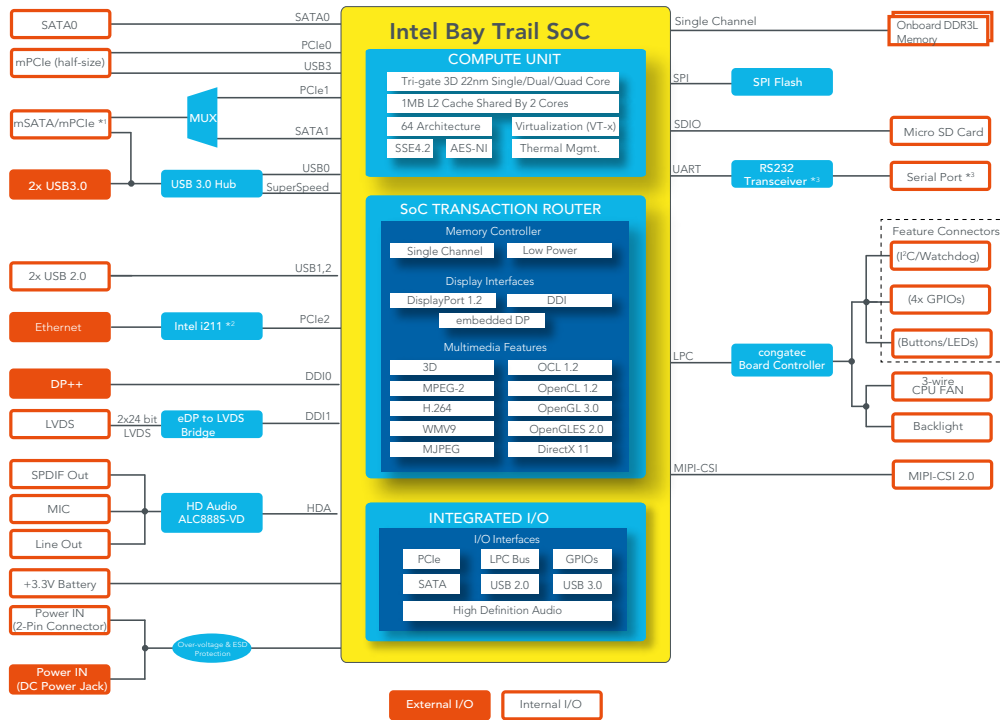 SATA0
SATA0
mPCIe (half-size)
PCIe0
USB3
mSATA/mPCIe *1
MUX
PCIe1
SATA1
2x USB3.0
USB 3.0 Hub
USB0
SuperSpeed
2x USB 2.0
USB1,2
Ethernet
Intel i211 *2
PCIe2
DP++
DDI0
LVDS
2x24 bit
LVDS
eDP to LVDS
Bridge
DDI1
SPDIF Out
MIC
Line Out
HD Audio
ALC888S-VD
HDA
+3.3V Battery
Power IN
(2-Pin Connector)
Power IN
(DC Power Jack)
Over-voltage & ESD
Protection
Intel Bay Trail SoC
COMPUTE UNIT
Tri-gate 3D 22nm Single/Dual/Quad Core
1MB L2 Cache Shared By 2 Cores
64 Architecture
Virtualization (VT-x)
SSE4.2
AES-NI
Thermal Mgmt.
SoC TRANSACTION ROUTER
Memory Controller
Single Channel
Low Power
Display Interfaces
DisplayPort 1.2
DDI
embedded DP
Multimedia Features
3D
OCL 1.2
MPEG-2
OpenCL 1.2
H.264
OpenGL 3.0
WMV9
OpenGLES 2.0
MJPEG
DirectX 11
INTEGRATED I/O
I/O Interfaces
PCIe
LPC Bus
GPIOs
SATA
USB 2.0
USB 3.0
High Definition Audio
Single Channel
Onboard DDR3L
Memory
SPI
SPI Flash
SDIO
Micro SD Card
UART
RS232
Transceiver *3
Serial Port *3
Feature Connectors
(I²C/Watchdog)
(4x GPIOs)
(Buttons/LEDs)
LPC
congatec
Board Controller
3-wire
CPU FAN
Backlight
MIPI-CSI
MIPI-CSI 2.0
External I/O
Internal I/O